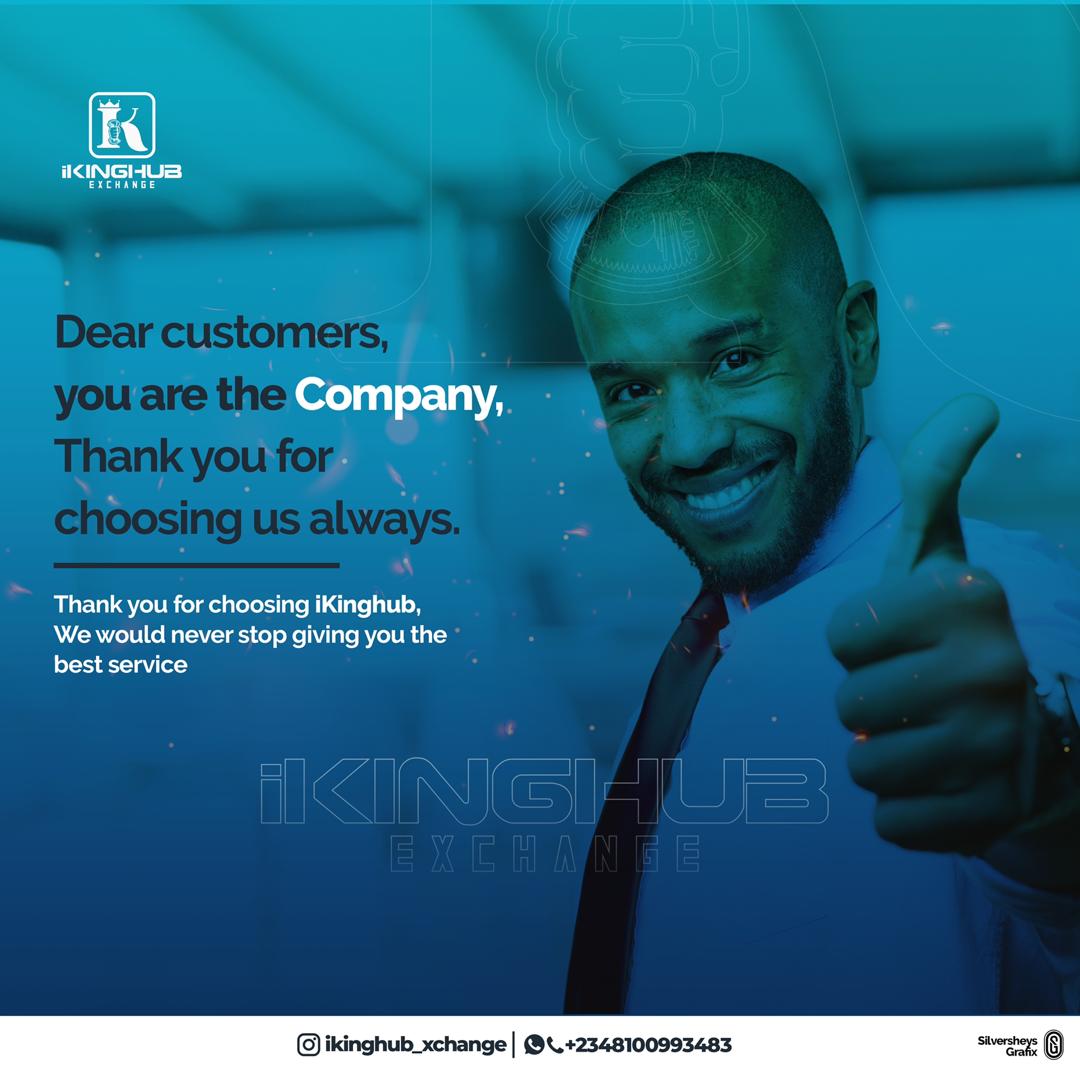 K
iKINGHUB
EXCHANGE
Dear customers,
you are the Company,
Thank you for
choosing us always.
Thank you for choosing iKinghub,
We would never stop giving you the
best service
iKINGHUB
EXCHANGE
ikinghub_xchange | +2348100993483
Silversheys
Grafix